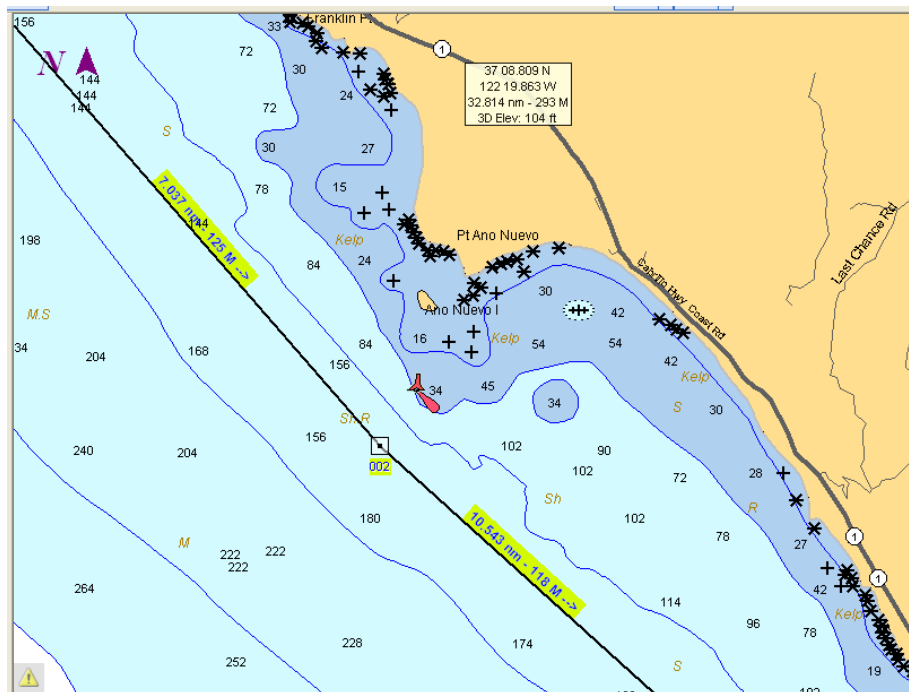 156
Franklin Pt
33
72
1
N
30
37 08.809 N
122 19.863 W
32.814 nm - 293 M
3D Elev: 104 ft
144
144
144
24
72
S
30
27
78
15
7.037 nm - 125 M -->
144
Last Chance Rd
198
Kelp
Pt Ano Nuevo
24
84
Cabrillo Hwy Coast Rd
30
M.S
Ano Nuevo I
42
34
204
168
84
16
Kelp
54
54
156
42
Kelp
34
45
34
S
30
Sh.R
156
102
90
240
204
002
102
72
28
Sh
R
180
10.543 nm - 118 M -->
102
78
27
1
M
222
222
222
1
264
114
42
96
78
Kelp
228
174
252
S
19